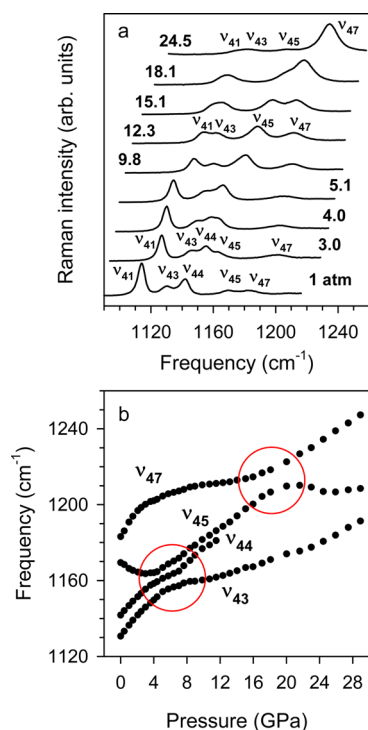 a
ν47
24.5
ν41
ν43
ν45
18.1
15.1
12.3
ν41
ν43
ν45
ν47
9.8
5.1
4.0
ν41
ν43
ν44
ν45
ν47
3.0
ν41
ν43
ν44
ν45
ν47
1 atm
Raman intensity (arb. units)
1120 1160 1200 1240
Frequency (cm⁻¹)
b
1240
1200
1160
1120
ν47
ν45
ν44
ν43
Frequency (cm⁻¹)
0 4 8 12 16 20 24 28
Pressure (GPa)